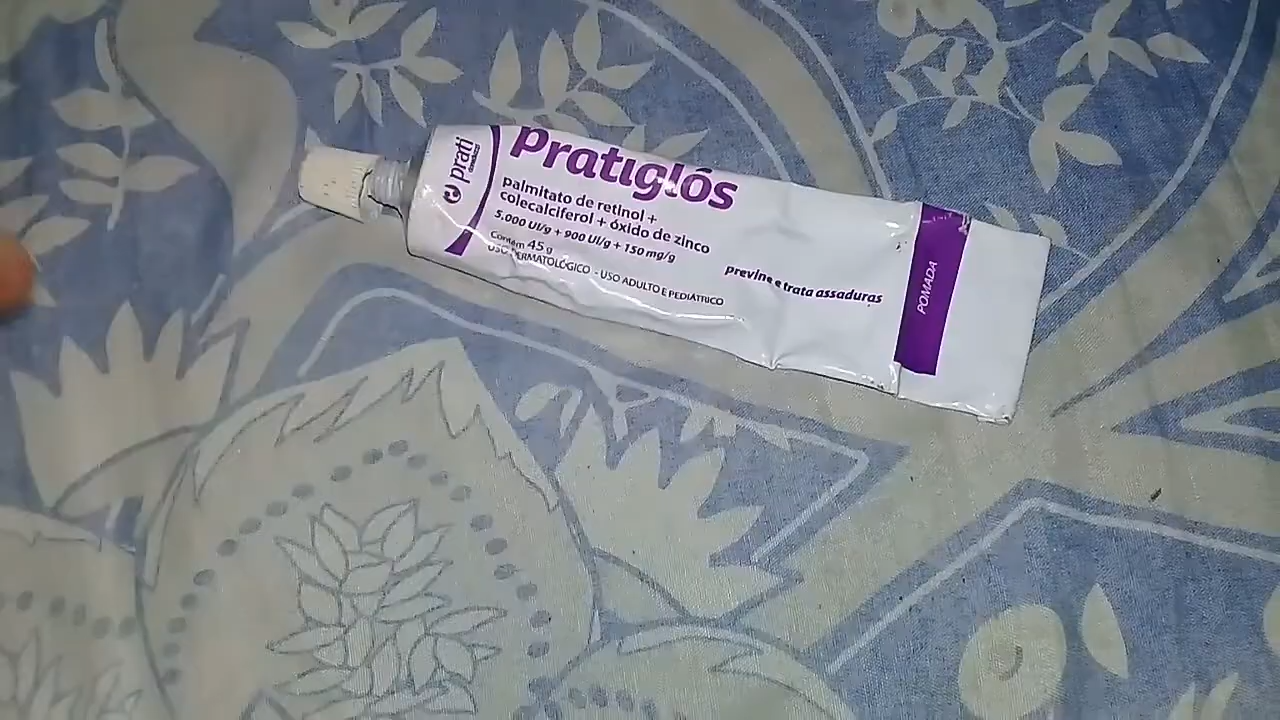 prati
Pratiglós
palmitato de retinol +
colecalciferol + óxido de zinco
5.000 UI/g + 900 UI/g + 150 mg/g
Contém 45 g
USO DERMATOLÓGICO - USO ADULTO E PEDIÁTRICO
previne e trata assaduras
POMADA